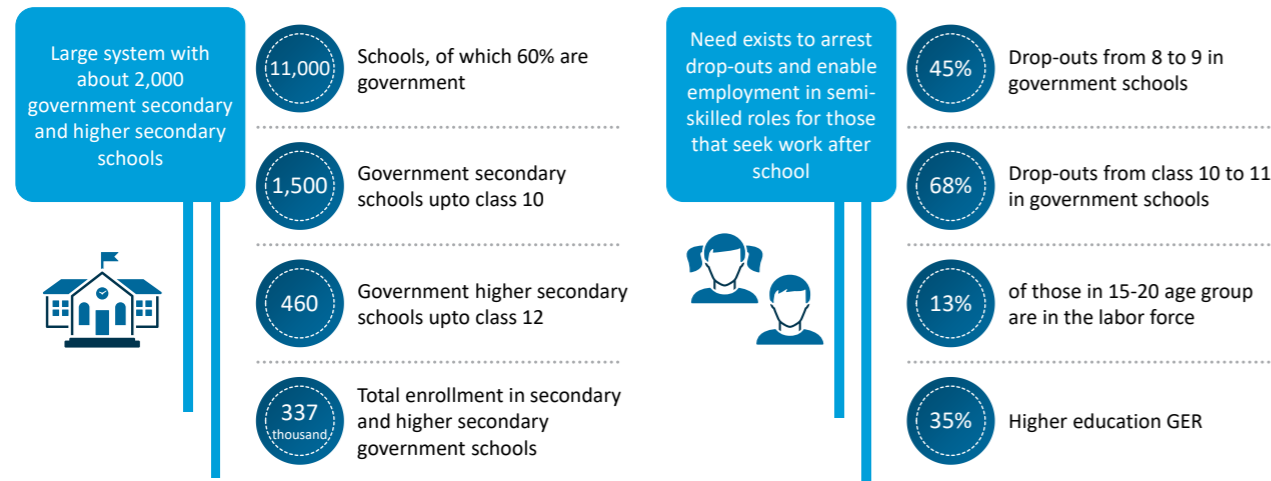 Large system with
about 2,000
government secondary
and higher secondary
schools
11,000
Schools, of which 60% are
government
1,500
Government secondary
schools upto class 10
460
Government higher secondary
schools upto class 12
337
thousand
Total enrollment in secondary
and higher secondary
government schools
Need exists to arrest
drop-outs and enable
employment in semi-
skilled roles for those
that seek work after
school
45%
Drop-outs from 8 to 9 in
government schools
68%
Drop-outs from class 10 to 11
in government schools
13%
of those in 15-20 age group
are in the labor force
35%
Higher education GER